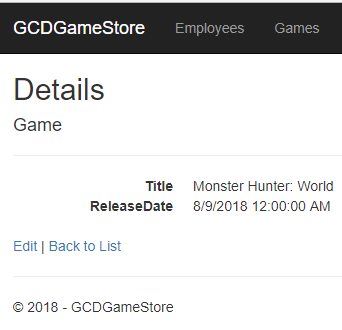 GCDGameStore Employees Games
Details
Game
Title Monster Hunter: World
ReleaseDate 8/9/2018 12:00:00 AM
Edit | Back to List
© 2018 - GCDGameStore